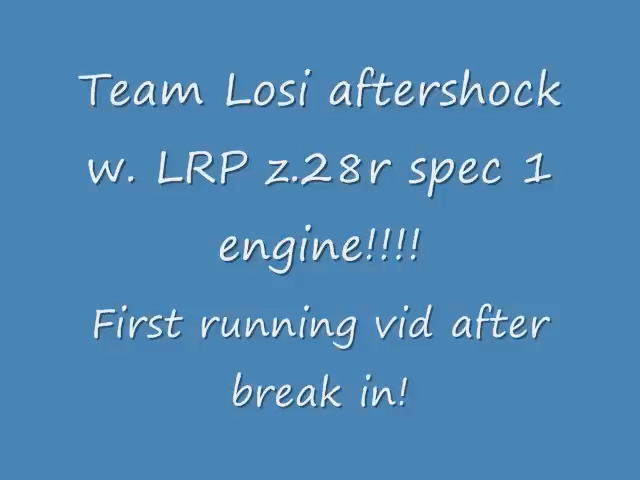 Team Losi aftershock
w. LRP z.28r spec 1
engine!!!!
First running vid after
break in!